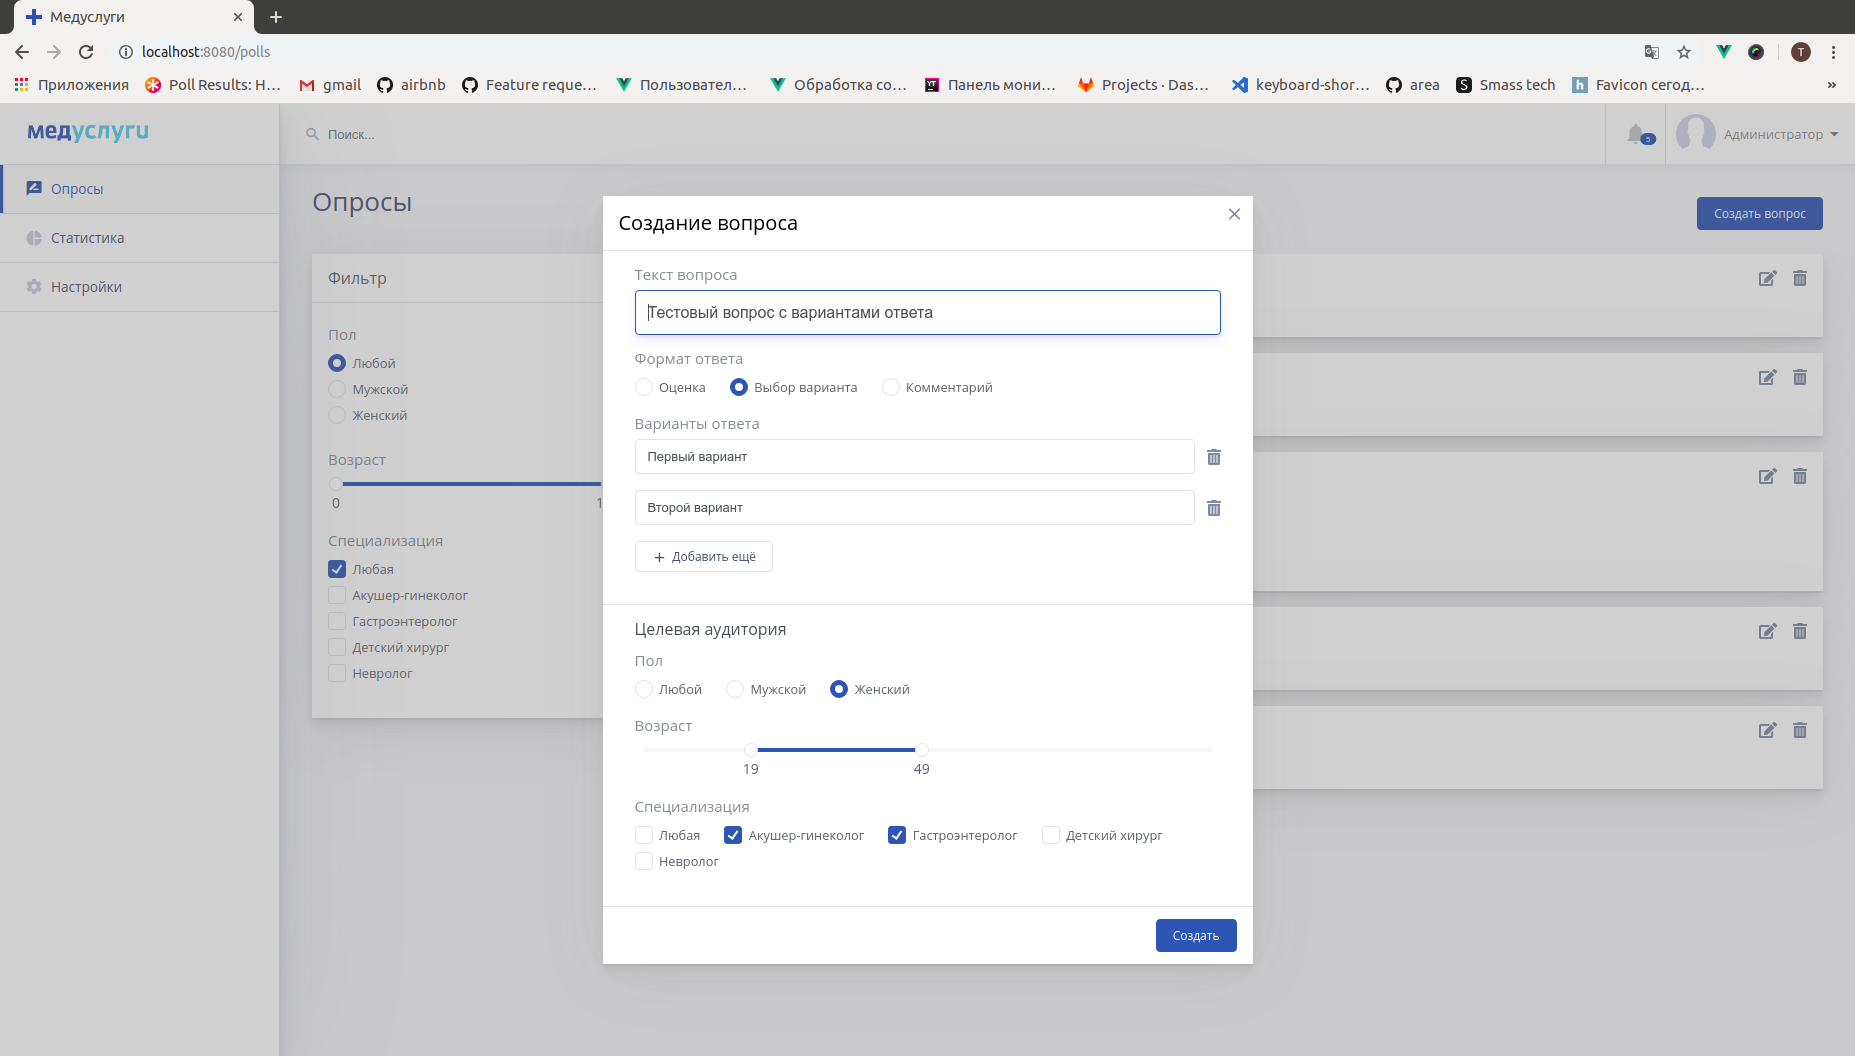 Медуслуги
localhost:8080/polls
T
Приложения
Poll Results: H...
gmail
airbnb
Feature reque...
Пользовател...
Обработка со...
Панель мони...
Projects · Das...
keyboard-shor...
area
Smass tech
Favicon сегод...
медуслуги
Поиск...
5
Администратор
Опросы
Статистика
Настройки
Опросы
Создать вопрос
Фильтр
Пол
Любой
Мужской
Женский
Возраст
0
1
Специализация
Любая
Акушер-гинеколог
Гастроэнтеролог
Детский хирург
Невролог
Создание вопроса
Текст вопроса
Тестовый вопрос с вариантами ответа
Формат ответа
Оценка
Выбор варианта
Комментарий
Варианты ответа
Первый вариант
Второй вариант
+ Добавить ещё
Целевая аудитория
Пол
Любой
Мужской
Женский
Возраст
19
49
Специализация
Любая
Акушер-гинеколог
Гастроэнтеролог
Детский хирург
Невролог
Создать